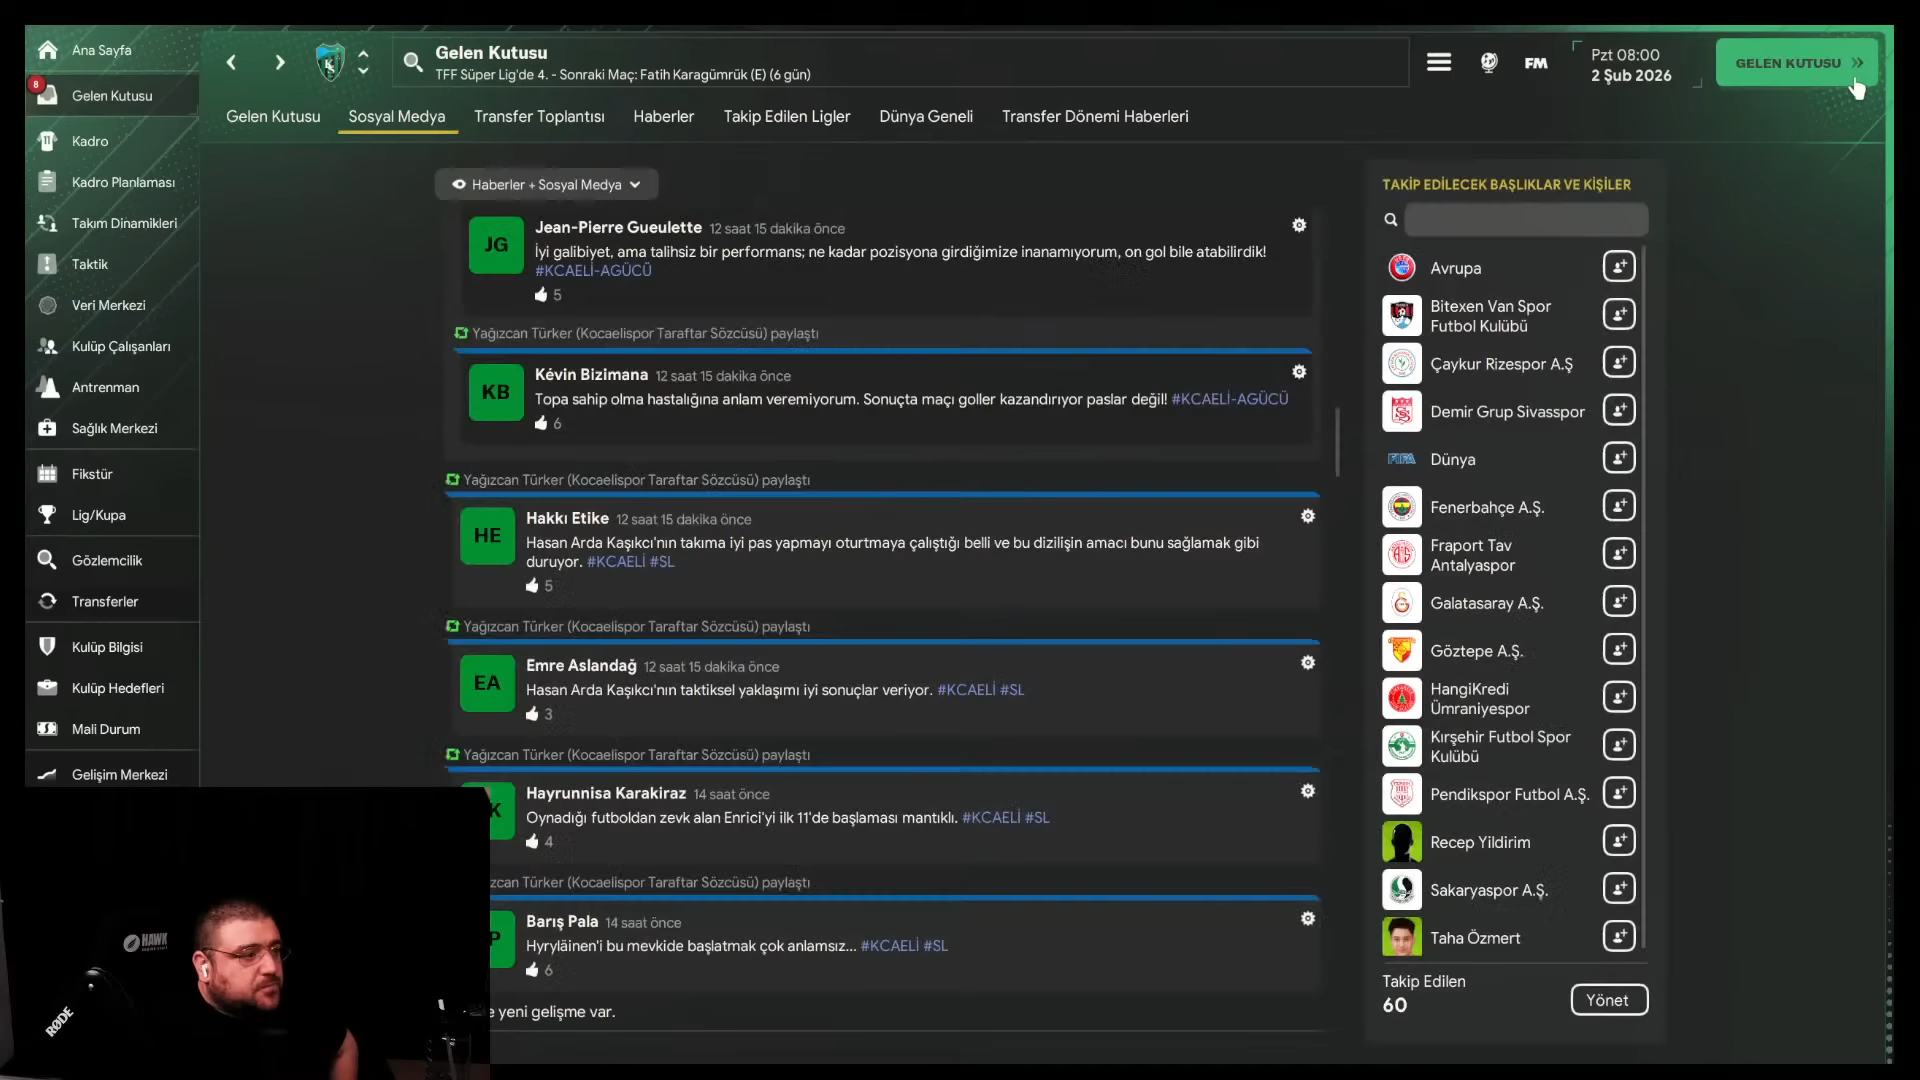 Ana Sayfa
8
Gelen Kutusu
Kadro
Kadro Planlaması
Takım Dinamikleri
Taktik
Veri Merkezi
Kulüp Çalışanları
Antrenman
Sağlık Merkezi
Fikstür
Lig/Kupa
Gözlemcilik
Transferler
Kulüp Bilgisi
Kulüp Hedefleri
Mali Durum
Gelişim Merkezi
Gelen Kutusu
TFF Süper Lig'de 4. - Sonraki Maç: Fatih Karagümrük (E) (6 gün)
FM
Pzt 08:00
2 Şub 2026
GELEN KUTUSU
Gelen Kutusu
Sosyal Medya
Transfer Toplantısı
Haberler
Takip Edilen Ligler
Dünya Geneli
Transfer Dönemi Haberleri
Haberler + Sosyal Medya
JG
Jean-Pierre Gueulette 12 saat 15 dakika önce
İyi galibiyet, ama talihsiz bir performans; ne kadar pozisyona girdiğimize inanamıyorum, on gol bile atabilirdik!
#KCAELİ-AGÜCÜ
5
Yağızcan Türker (Kocaelispor Taraftar Sözcüsü) paylaştı
KB
Kévin Bizimana 12 saat 15 dakika önce
Topa sahip olma hastalığına anlam veremiyorum. Sonuçta maçı goller kazandırıyor paslar değil! #KCAELİ-AGÜCÜ
6
Yağızcan Türker (Kocaelispor Taraftar Sözcüsü) paylaştı
HE
Hakkı Etike 12 saat 15 dakika önce
Hasan Arda Kaşıkcı'nın takıma iyi pas yapmayı oturtmaya çalıştığı belli ve bu dizilişin amacı bunu sağlamak gibi
duruyor. #KCAELİ #SL
5
Yağızcan Türker (Kocaelispor Taraftar Sözcüsü) paylaştı
EA
Emre Aslandağ 12 saat 15 dakika önce
Hasan Arda Kaşıkcı'nın taktiksel yaklaşımı iyi sonuçlar veriyor. #KCAELİ #SL
3
Yağızcan Türker (Kocaelispor Taraftar Sözcüsü) paylaştı
K
Hayrunnisa Karakiraz 14 saat önce
Oynadığı futboldan zevk alan Enrici'yi ilk 11'de başlaması mantıklı. #KCAELİ #SL
4
zcan Türker (Kocaelispor Taraftar Sözcüsü) paylaştı
P
Barış Pala 14 saat önce
Hyryläinen'i bu mevkide başlatmak çok anlamsız... #KCAELİ #SL
6
e yeni gelişme var.
TAKİP EDİLECEK BAŞLIKLAR VE KİŞİLER
Avrupa
Bitexen Van Spor
Futbol Kulübü
Çaykur Rizespor A.Ş
Demir Grup Sivasspor
FIFA
Dünya
Fenerbahçe A.Ş.
Fraport Tav
Antalyaspor
Galatasaray A.Ş.
Göztepe A.Ş.
HangiKredi
Ümraniyespor
Kırşehir Futbol Spor
Kulübü
Pendikspor Futbol A.Ş.
Recep Yildirim
Sakaryaspor A.Ş.
Taha Özmert
Takip Edilen
60
Yönet
HAWK
RØDE